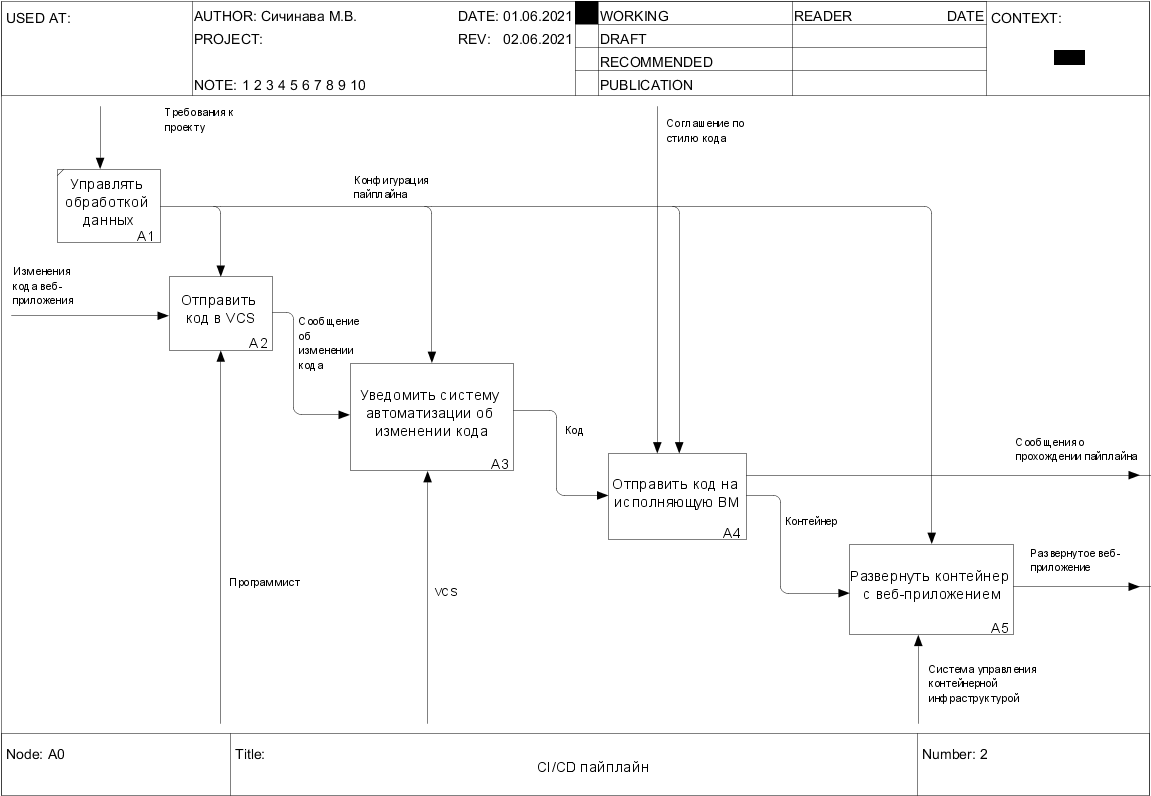 USED AT:
AUTHOR: Сичинава М.В.
DATE: 01.06.2021
PROJECT:
REV: 02.06.2021
NOTE: 1 2 3 4 5 6 7 8 9 10
WORKING
DRAFT
RECOMMENDED
PUBLICATION
READER DATE
CONTEXT:
Требования к
проекту
Соглашение по
стилю кода
Управлять
обработкой
данных
A1
Конфигурация
пайплайна
Изменения
кода веб-
приложения
Отправить
код в VCS
A2
Сообщение
об
изменении
кода
Уведомить систему
автоматизации об
изменении кода
A3
Код
Отправить код на
исполняющую ВМ
A4
Сообщения о
прохождении пайплайна
Контейнер
Развернуть контейнер
с веб-приложением
A5
Развернутое веб-
приложение
Программист
VCS
Система управления
контейнерной
инфраструктурой
Node: A0
Title:
CI/CD пайплайн
Number: 2